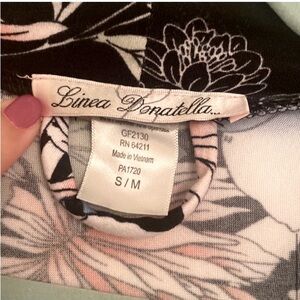 Linea Donatella...
GF2130
RN 64211
Made in Vietnam
PA1720
S / M